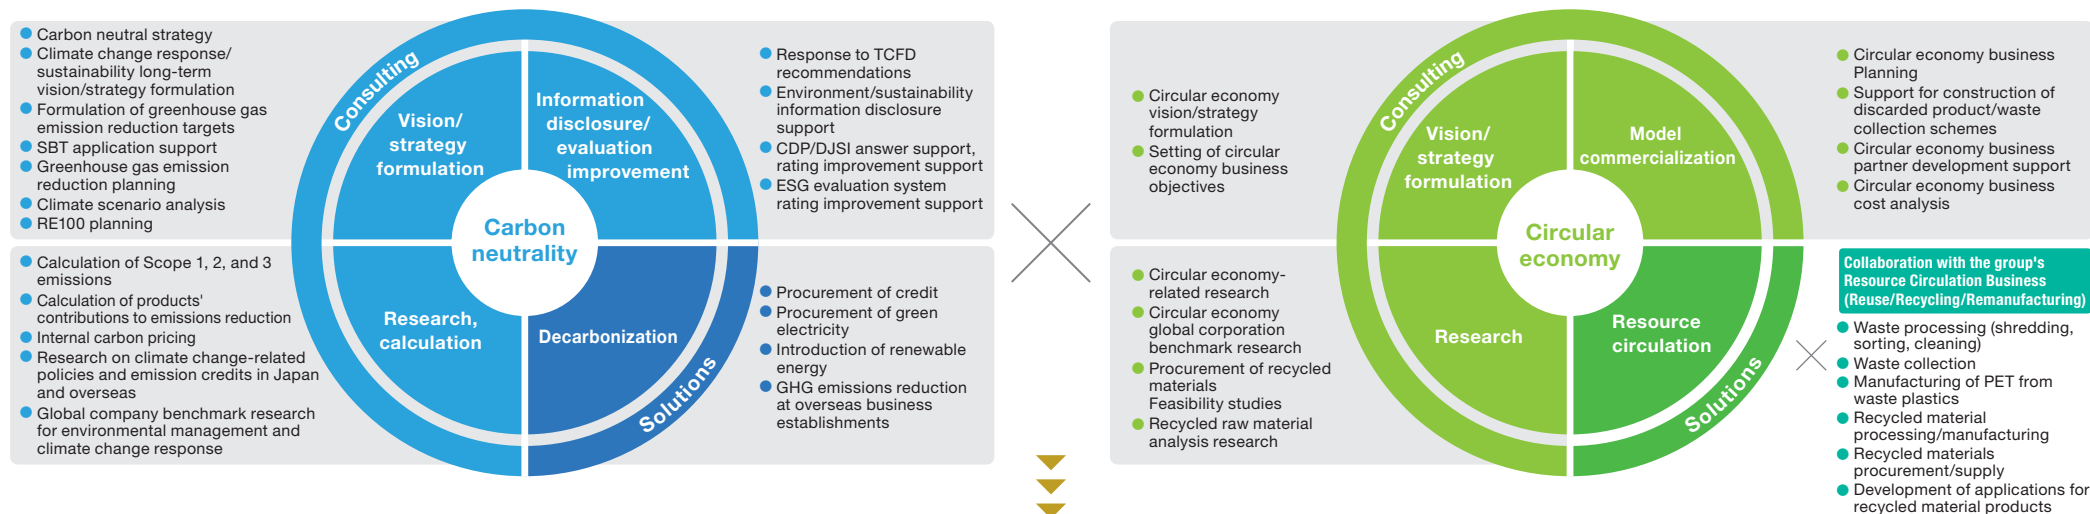 Carbon neutral strategy
Climate change response/
sustainability long-term
vision/strategy formulation
Formulation of greenhouse gas
emission reduction targets
SBT application support
Greenhouse gas emission
reduction planning
Climate scenario analysis
RE100 planning
Calculation of Scope 1, 2, and 3
emissions
Calculation of products'
contributions to emissions reduction
Internal carbon pricing
Research on climate change-related
policies and emission credits in Japan
and overseas
Global company benchmark research
for environmental management and
climate change response
Consulting
Vision/
strategy
formulation
Information
disclosure/
evaluation
improvement
Carbon
neutrality
Research,
calculation
Decarbonization
Solutions
Response to TCFD
recommendations
Environment/sustainability
information disclosure
support
CDP/DJSI answer support,
rating improvement support
ESG evaluation system
rating improvement support
Procurement of credit
Procurement of green
electricity
Introduction of renewable
energy
GHG emissions reduction
at overseas business
establishments
Circular economy
vision/strategy
formulation
Setting of circular
economy business
objectives
Circular economy-
related research
Circular economy
global corporation
benchmark research
Procurement of recycled
materials
Feasibility studies
Recycled raw material
analysis research
Consulting
Vision/
strategy
formulation
Model
commercialization
Circular
economy
Research
Resource
circulation
Solutions
Circular economy business
Planning
Support for construction of
discarded product/waste
collection schemes
Circular economy business
partner development support
Circular economy business
cost analysis
Collaboration with the group's
Resource Circulation Business
(Reuse/Recycling/Remanufacturing)
Waste processing (shredding,
sorting, cleaning)
Waste collection
Manufacturing of PET from
waste plastics
Recycled material
processing/manufacturing
Recycled materials
procurement/supply
Development of applications for
recycled material products